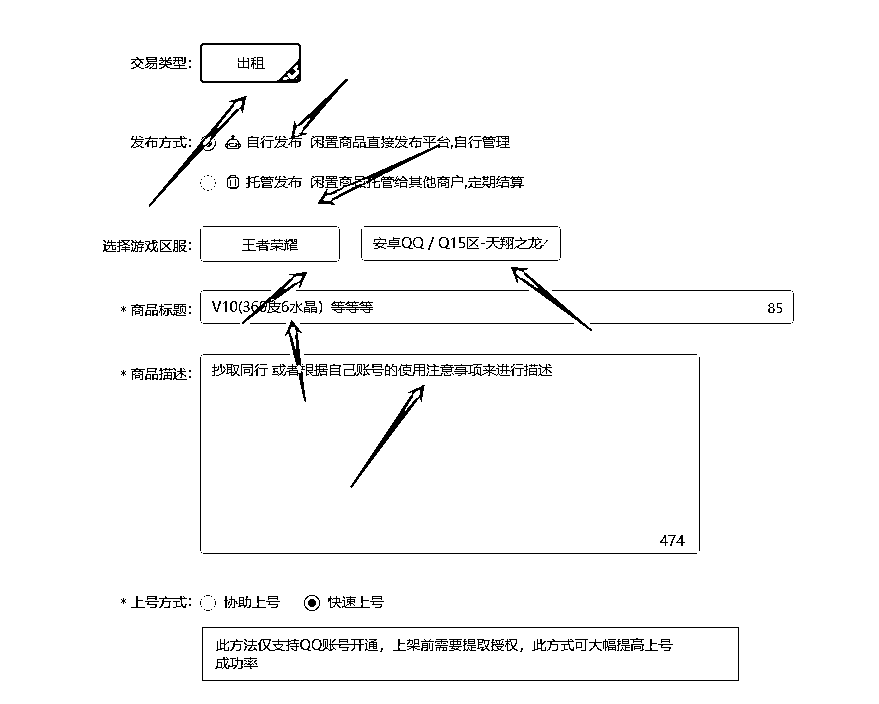 交易类型： 出租
发布方式： 自行发布 闲置商品直接发布平台,自行管理
托管发布 闲置商品托管给其他商户,定期结算
选择游戏区服： 王者荣耀 安卓QQ / Q15区-天翔之龙
* 商品标题： V10(360皮6水晶) 等等等 85
* 商品描述： 抄取同行 或者根据自己账号的使用注意事项来进行描述
474
* 上号方式： 协助上号 快速上号
此方法仅支持QQ账号开通，上架前需要提取授权，此方式可大幅提高上号
成功率